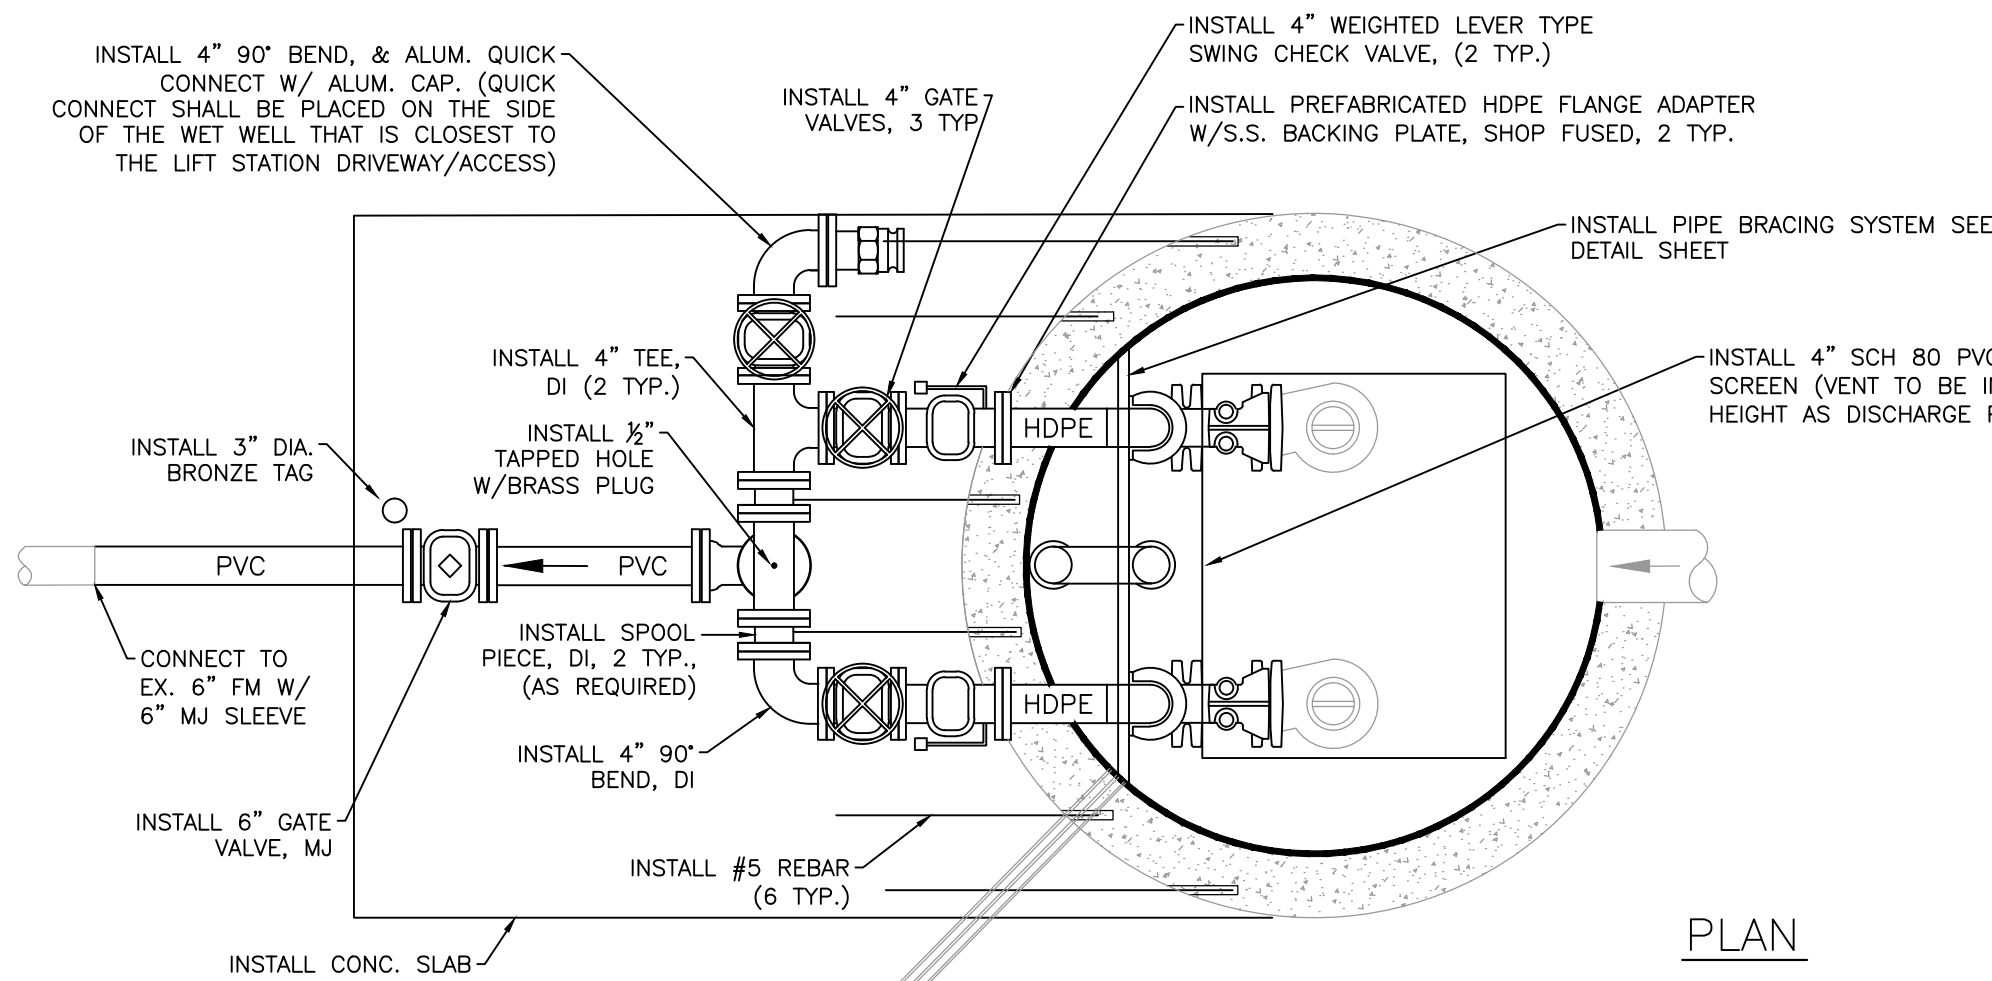 INSTALL 4” 90° BEND, & ALUM. QUICK
CONNECT W/ ALUM. CAP. (QUICK
CONNECT SHALL BE PLACED ON THE SIDE
OF THE WET WELL THAT IS CLOSEST TO
THE LIFT STATION DRIVEWAY/ACCESS)
INSTALL 4” GATE
VALVES, 3 TYP
INSTALL 4” WEIGHTED LEVER TYPE
SWING CHECK VALVE, (2 TYP.)
INSTALL PREFABRICATED HDPE FLANGE ADAPTER
W/S.S. BACKING PLATE, SHOP FUSED, 2 TYP.
INSTALL PIPE BRACING SYSTEM SEE
DETAIL SHEET
INSTALL 4” SCH 80 PVC
SCREEN (VENT TO BE
HEIGHT AS DISCHARGE
INSTALL 4” TEE,
DI (2 TYP.)
INSTALL ½”
TAPPED HOLE
W/BRASS PLUG
INSTALL 3” DIA.
BRONZE TAG
HDPE
PVC
PVC
INSTALL SPOOL
PIECE, DI, 2 TYP.,
(AS REQUIRED)
CONNECT TO
EX. 6” FM W/
6” MJ SLEEVE
HDPE
INSTALL 4” 90°
BEND, DI
INSTALL 6” GATE
VALVE, MJ
INSTALL #5 REBAR
(6 TYP.)
INSTALL CONC. SLAB
PLAN